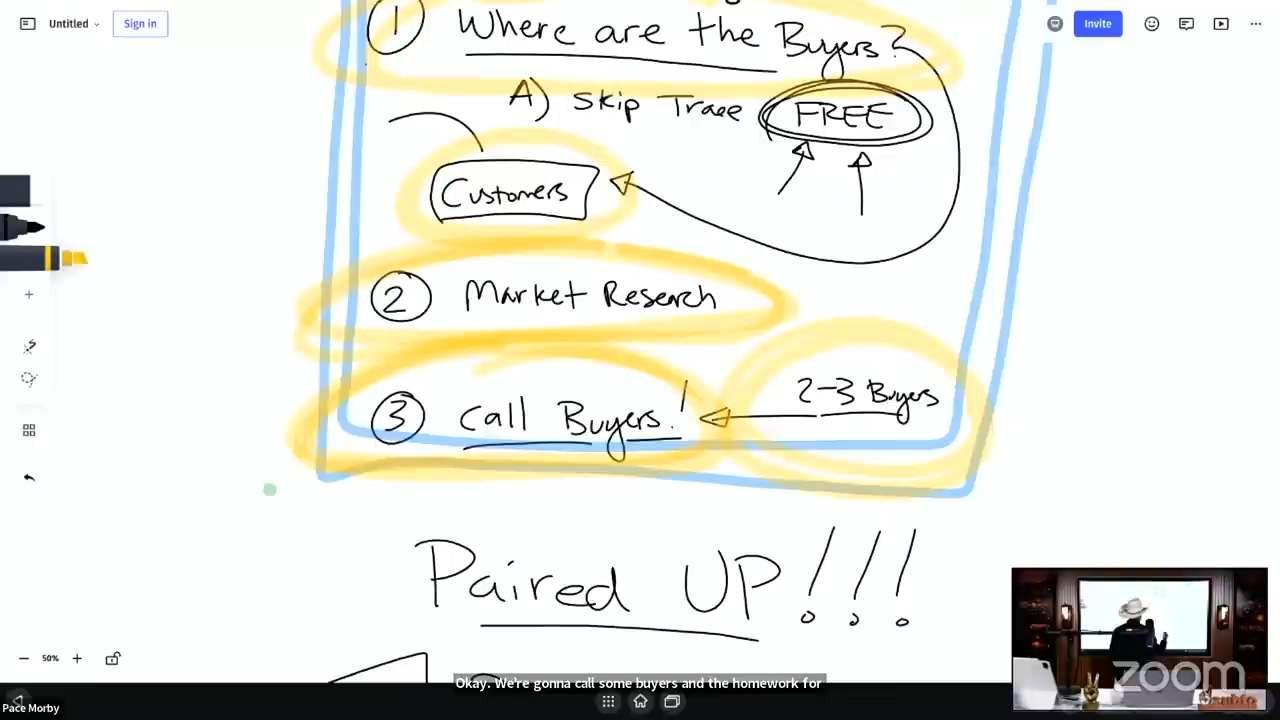 Untitled
Sign in
Invite
1 Where are the Buyers?
A) Skip Trace FREE
Customers
2 Market Research
3 Call Buyers! 2-3 Buyers
Paired UP!!!
50%
Okay. We're gonna call some buyers and the homework for
zoom
Pace Morby